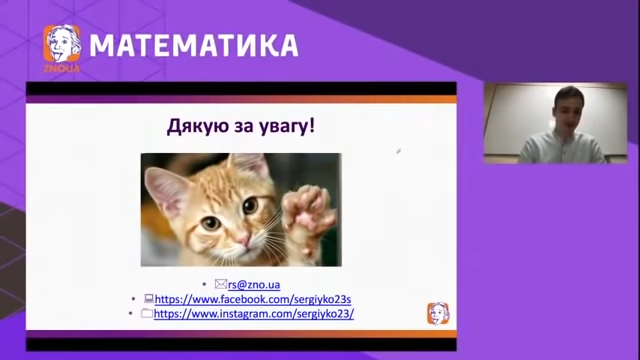 МАТЕМАТИКА
ZNOUA
Дякую за увагу!
rs@zno.ua
https://www.facebook.com/sergiyko23s
https://www.instagram.com/sergiyko23/